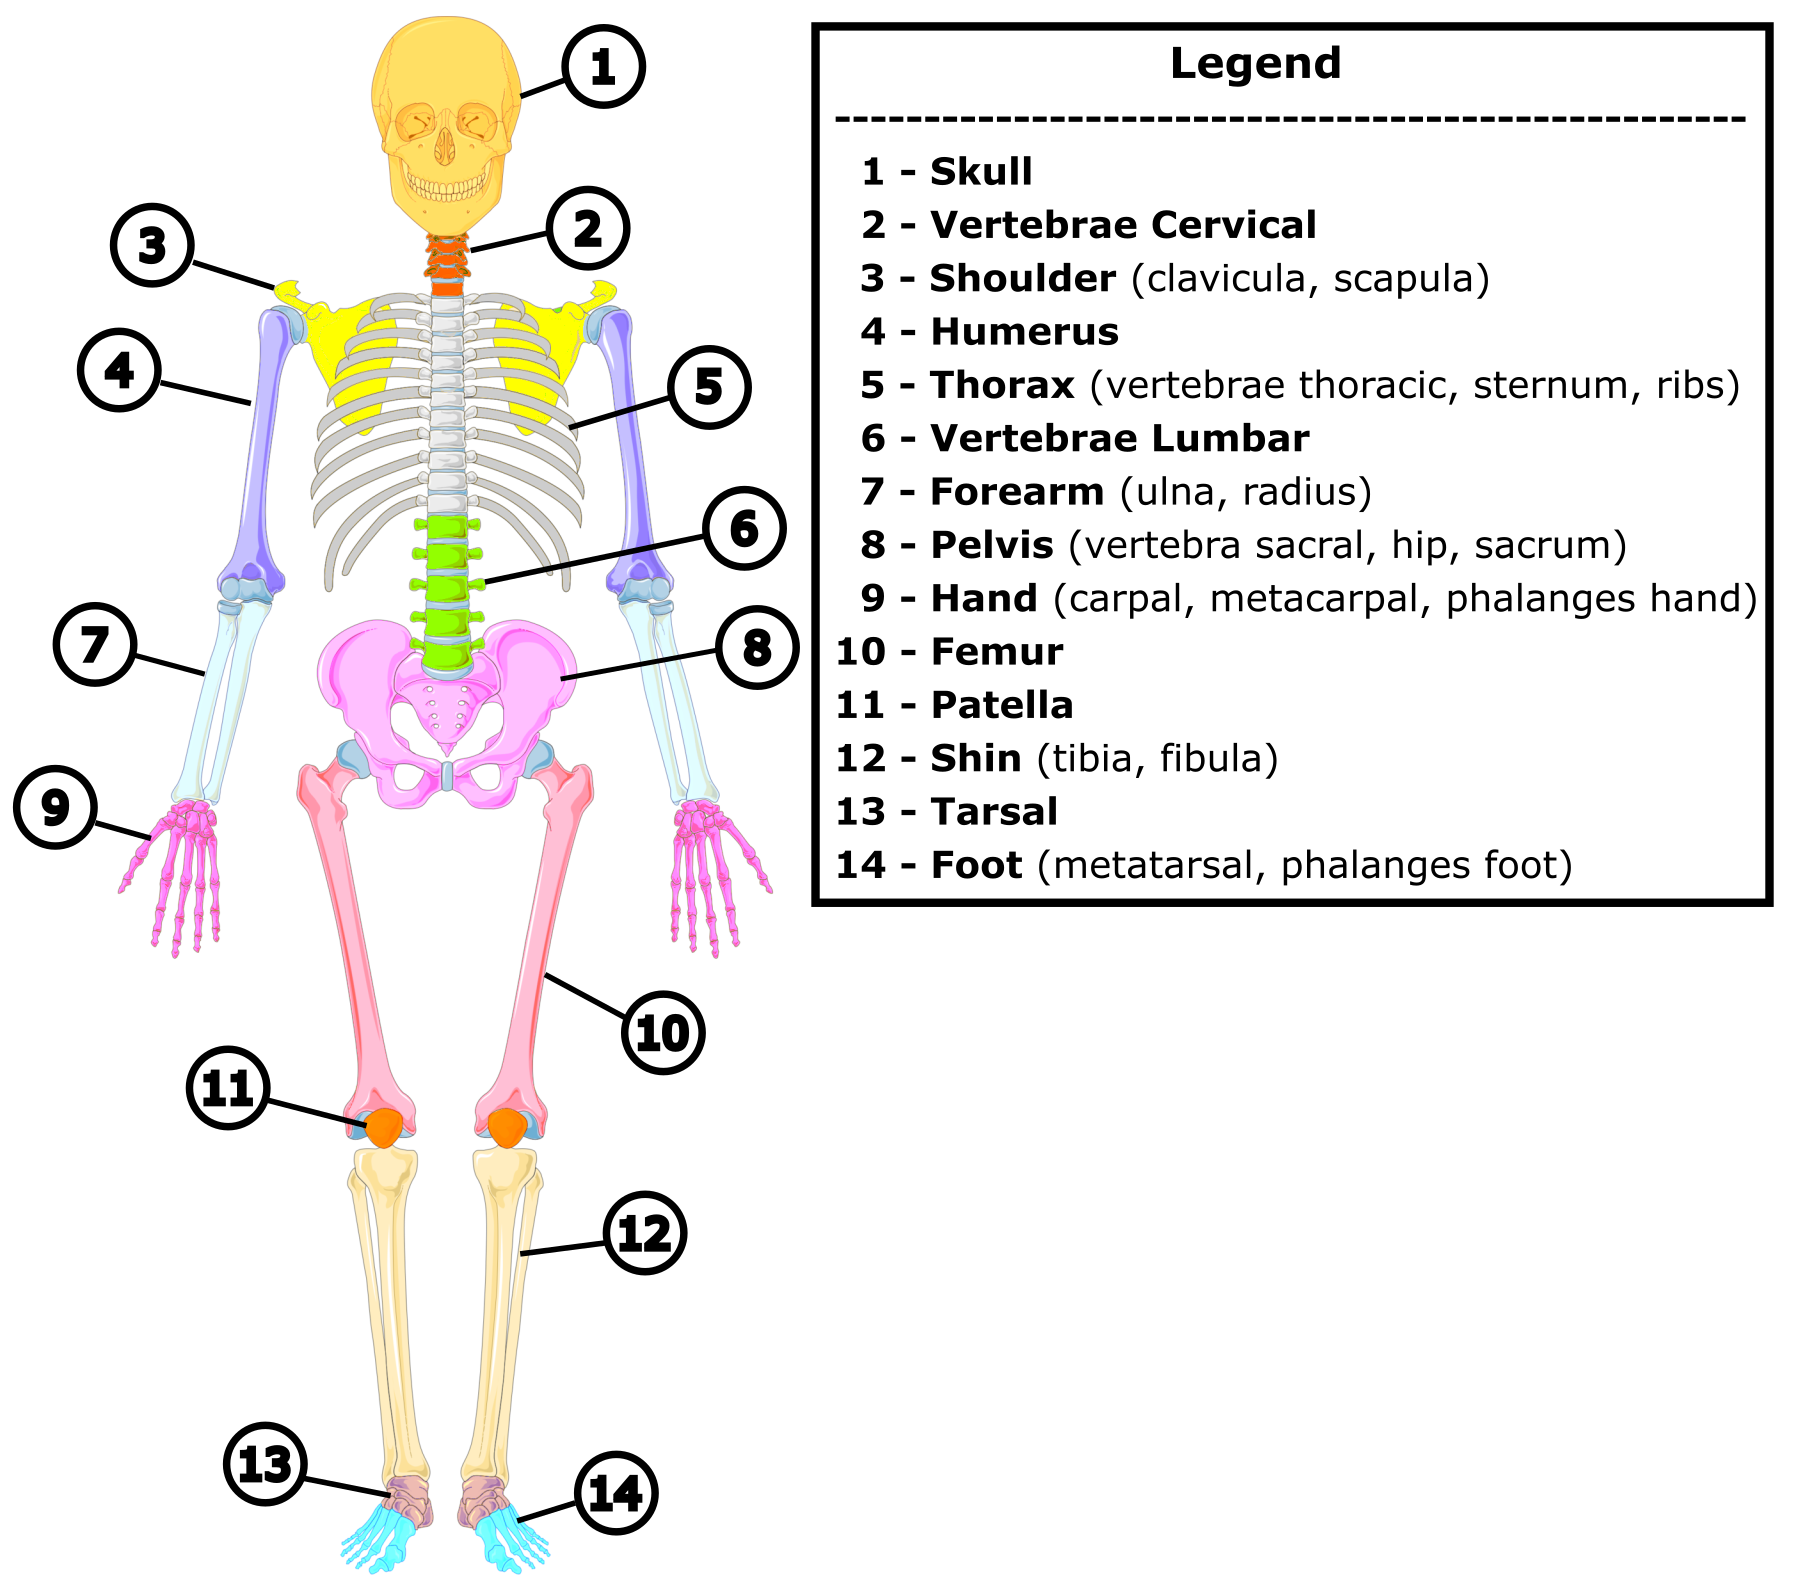 1
2
3
4
5
6
7
8
9
10
11
12
13
14
Legend
---------------------------------------------------
1 - Skull
2 - Vertebrae Cervical
3 - Shoulder (clavicula, scapula)
4 - Humerus
5 - Thorax (vertebrae thoracic, sternum, ribs)
6 - Vertebrae Lumbar
7 - Forearm (ulna, radius)
8 - Pelvis (vertebra sacral, hip, sacrum)
9 - Hand (carpal, metacarpal, phalanges hand)
10 - Femur
11 - Patella
12 - Shin (tibia, fibula)
13 - Tarsal
14 - Foot (metatarsal, phalanges foot)